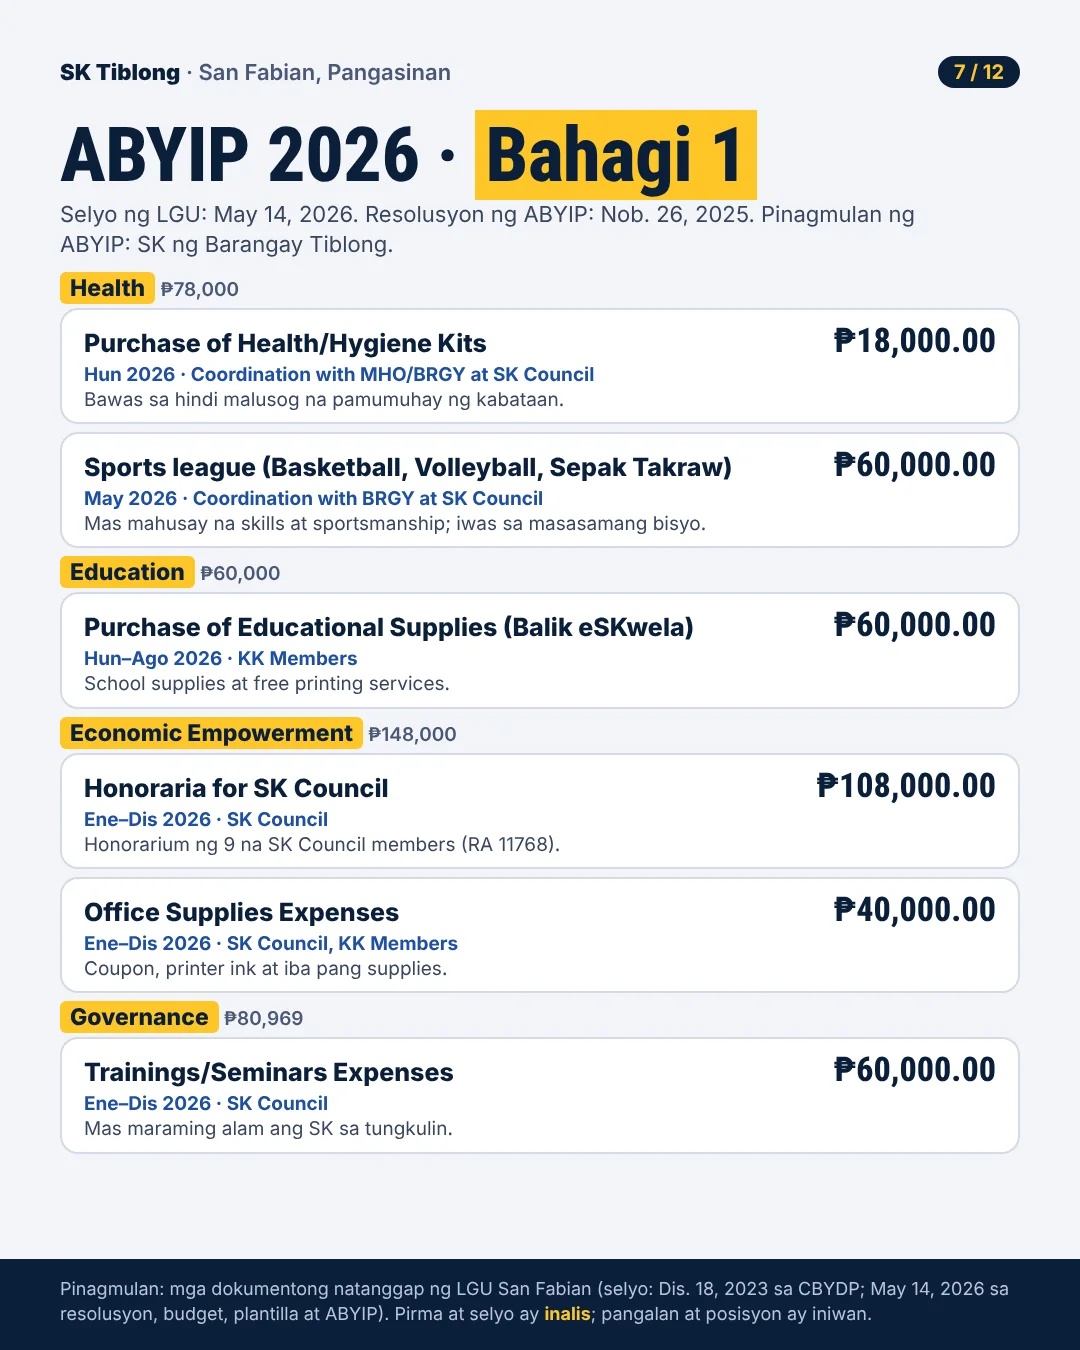 SK Tiblong · San Fabian, Pangasinan
7 / 12
ABYIP 2026 · Bahagi 1
Selyo ng LGU: May 14, 2026. Resolusyon ng ABYIP: Nob. 26, 2025. Pinagmulan ng
ABYIP: SK ng Barangay Tiblong.
Health ₱78,000
Purchase of Health/Hygiene Kits ₱18,000.00
Hun 2026 · Coordination with MHO/BRGY at SK Council
Bawas sa hindi malusog na pamumuhay ng kabataan.
Sports league (Basketball, Volleyball, Sepak Takraw) ₱60,000.00
May 2026 · Coordination with BRGY at SK Council
Mas mahusay na skills at sportsmanship; iwas sa masasamang bisyo.
Education ₱60,000
Purchase of Educational Supplies (Balik eSKwela) ₱60,000.00
Hun–Ago 2026 · KK Members
School supplies at free printing services.
Economic Empowerment ₱148,000
Honoraria for SK Council ₱108,000.00
Ene–Dis 2026 · SK Council
Honorarium ng 9 na SK Council members (RA 11768).
Office Supplies Expenses ₱40,000.00
Ene–Dis 2026 · SK Council, KK Members
Coupon, printer ink at iba pang supplies.
Governance ₱80,969
Trainings/Seminars Expenses ₱60,000.00
Ene–Dis 2026 · SK Council
Mas maraming alam ang SK sa tungkulin.
Pinagmulan: mga dokumentong natanggap ng LGU San Fabian (selyo: Dis. 18, 2023 sa CBYDP; May 14, 2026 sa
resolusyon, budget, plantilla at ABYIP). Pirma at selyo ay inalis; pangalan at posisyon ay iniwan.